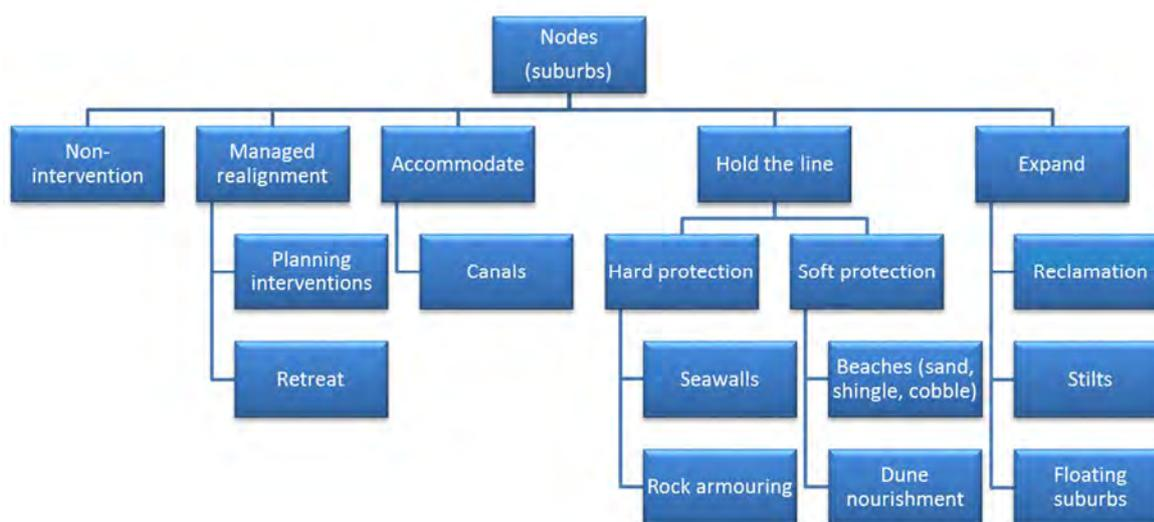 Nodes
(suburbs)
Non-
intervention
Managed
realignment
Accommodate
Hold the line
Expand
Planning
interventions
Canals
Hard protection
Soft protection
Reclamation
Retreat
Seawalls
Beaches (sand,
shingle, cobble)
Stilts
Rock armouring
Dune
nourishment
Floating
suburbs